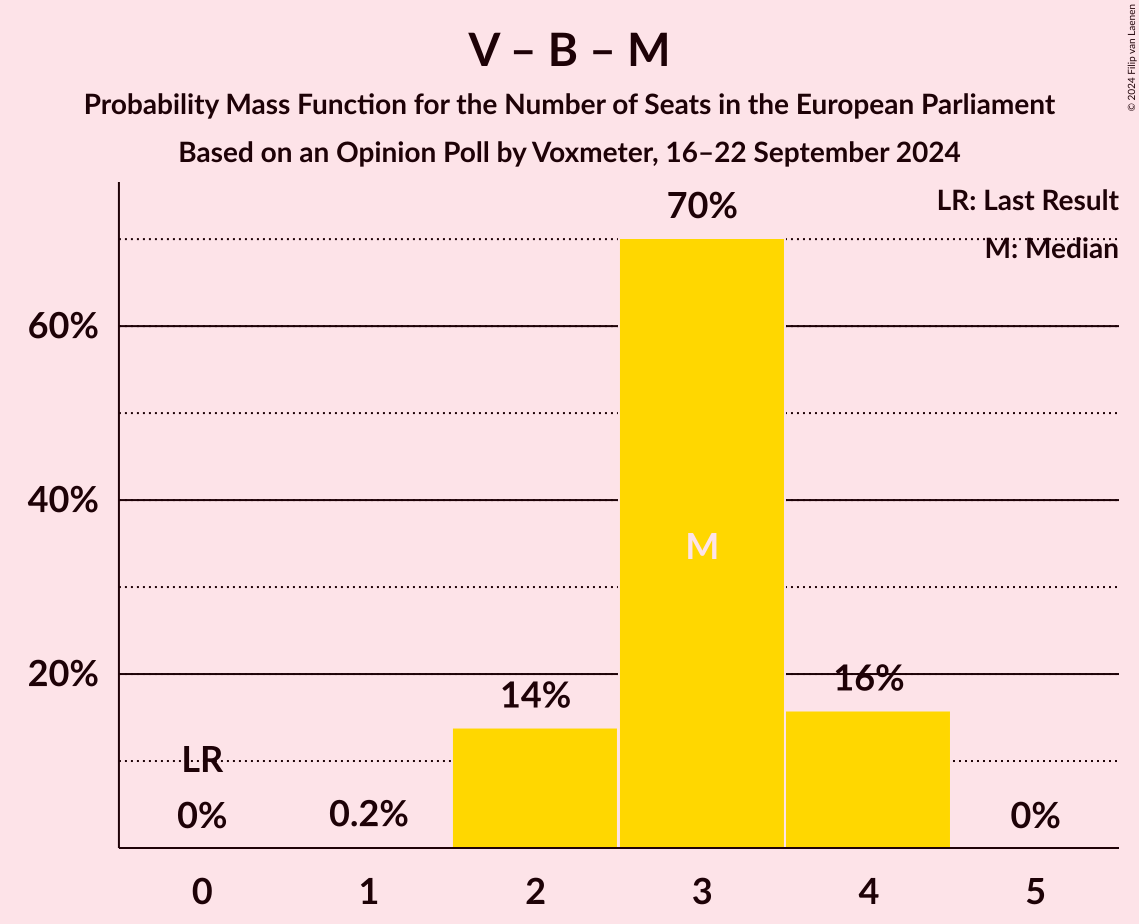 V – B – M
Probability Mass Function for the Number of Seats in the European Parliament
Based on an Opinion Poll by Voxmeter, 16–22 September 2024
© 2024 Filip van Laenen
LR: Last Result
M: Median
70%
60%
40%
M
20%
14%
16%
LR
0%
0.2%
0%
0 1 2 3 4 5